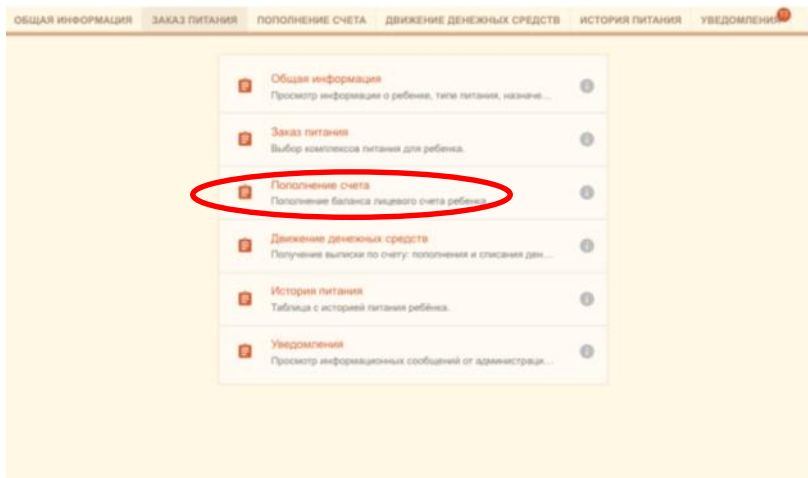 ОБЩАЯ ИНФОРМАЦИЯ ЗАКАЗ ПИТАНИЯ ПОПОЛНЕНИЕ СЧЕТА ДВИЖЕНИЕ ДЕНЕЖНЫХ СРЕДСТВ ИСТОРИЯ ПИТАНИЯ УВЕДОМЛЕНИЯ
Общая информация
Просмотр информации о ребенке, типе питания, назначе...
Заказ питания
Выбор комплексов питания для ребенка.
Пополнение счета
Пополнение баланса лицевого счета ребенка
Движение денежных средств
Получение выписки по счету: пополнения и списания ден...
История питания
Таблица с историей питания ребёнка.
Уведомления
Просмотр информационных сообщений от администраци...